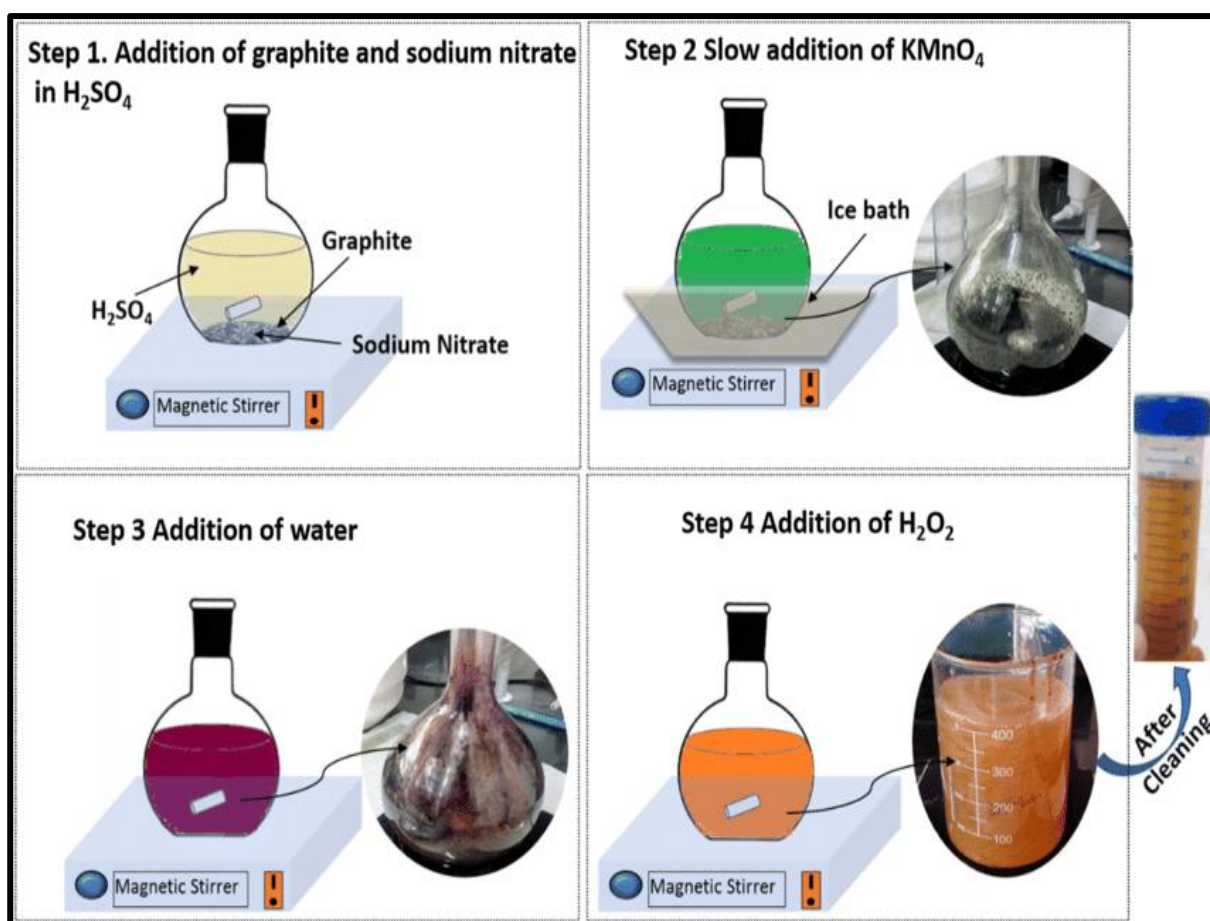 Step 1. Addition of graphite and sodium nitrate
in H₂SO₄
Graphite
H₂SO₄
Sodium Nitrate
Magnetic Stirrer
Step 2 Slow addition of KMnO₄
Ice bath
Magnetic Stirrer
Step 3 Addition of water
Magnetic Stirrer
Step 4 Addition of H₂O₂
Magnetic Stirrer
400
300
200
100
After
Cleaning